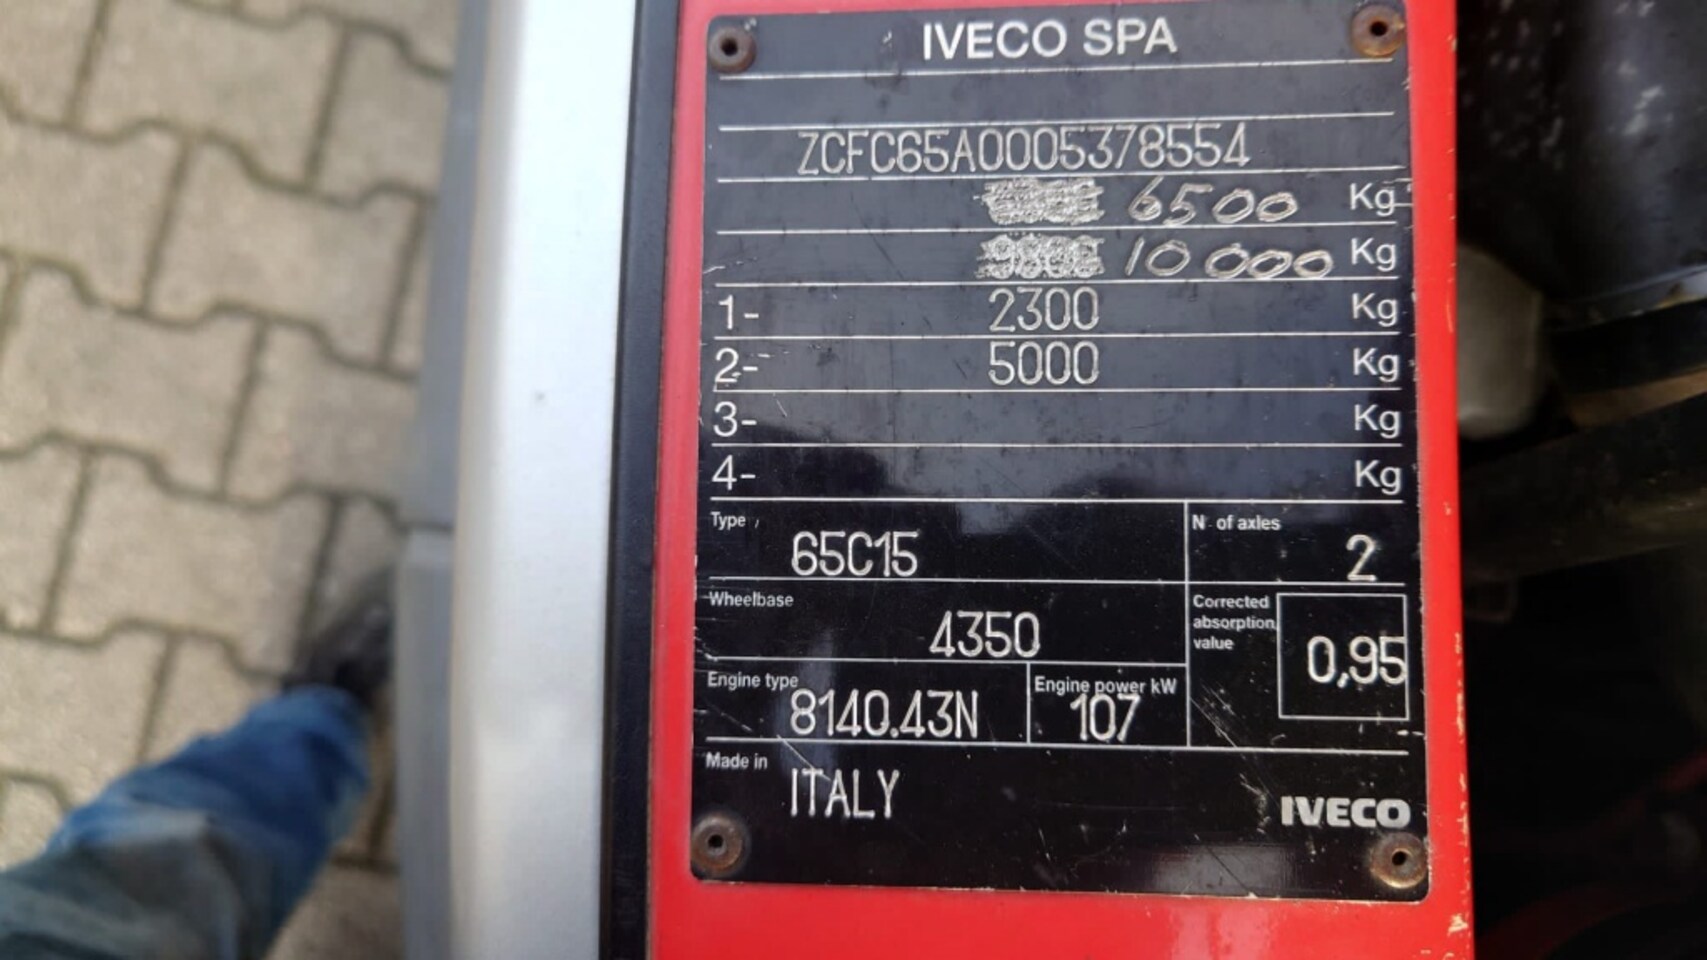 IVECO SPA
ZCFC65A0005378554
6500 Kg
10 000 Kg
1- 2300 Kg
2- 5000 Kg
3- Kg
4- Kg
Type N of axles
65C15 2
Wheelbase Corrected absorption value
4350 0,95
Engine type Engine power kW
8140.43N 107
Made in
ITALY IVECO